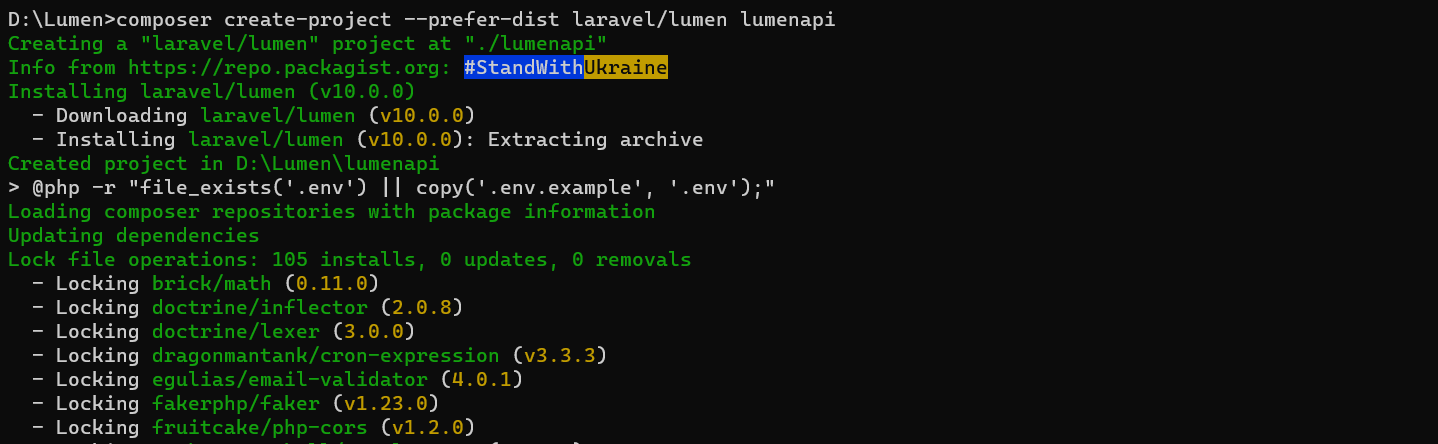 D:\Lumen>composer create-project --prefer-dist laravel/lumen lumenapi
Creating a "laravel/lumen" project at "./lumenapi"
Info from https://repo.packagist.org: #StandWithUkraine
Installing laravel/lumen (v10.0.0)
  - Downloading laravel/lumen (v10.0.0)
  - Installing laravel/lumen (v10.0.0): Extracting archive
Created project in D:\Lumen\lumenapi
> @php -r "file_exists('.env') || copy('.env.example', '.env');"
Loading composer repositories with package information
Updating dependencies
Lock file operations: 105 installs, 0 updates, 0 removals
  - Locking brick/math (0.11.0)
  - Locking doctrine/inflector (2.0.8)
  - Locking doctrine/lexer (3.0.0)
  - Locking dragonmantank/cron-expression (v3.3.3)
  - Locking egulias/email-validator (4.0.1)
  - Locking fakerphp/faker (v1.23.0)
  - Locking fruitcake/php-cors (v1.2.0)